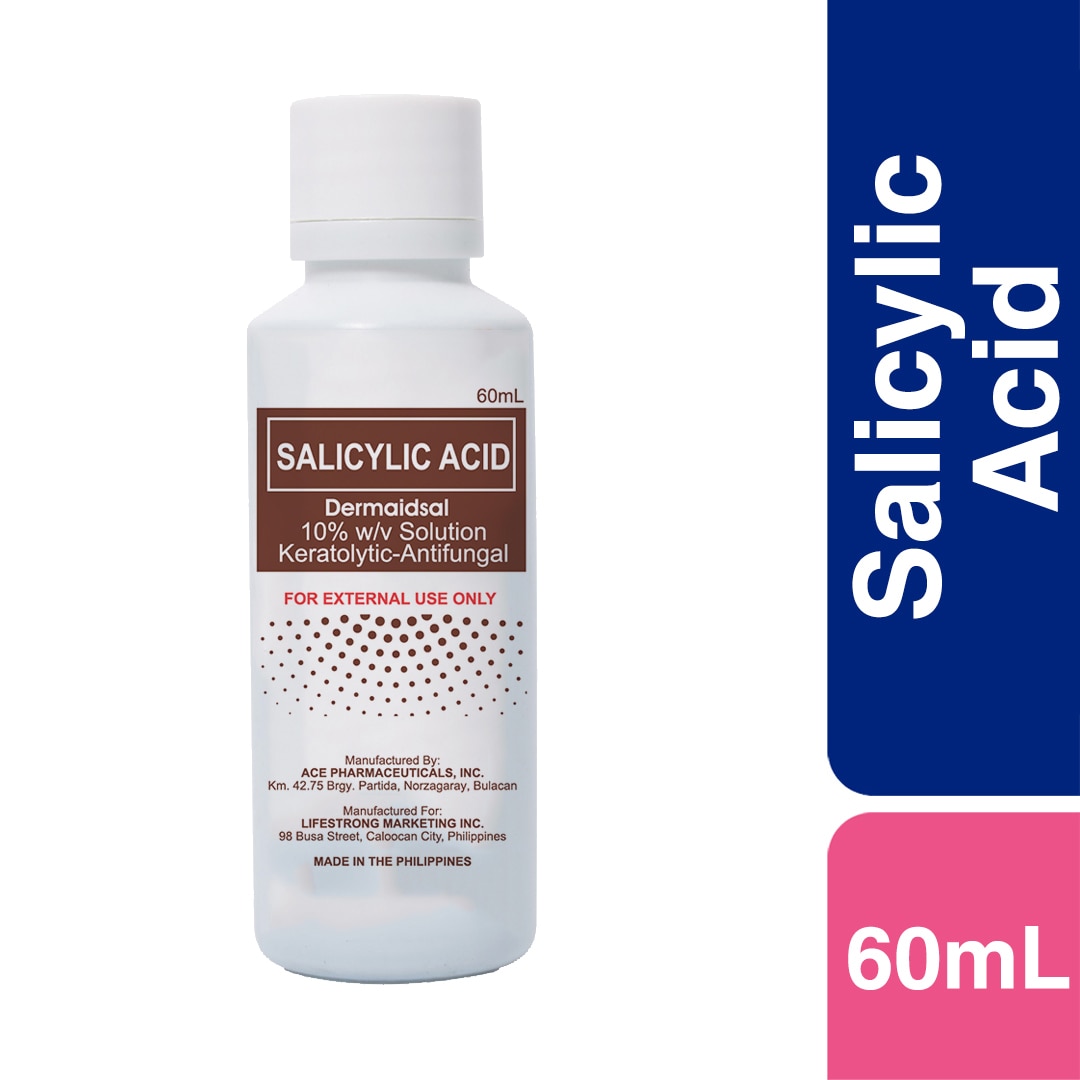 60mL
SALICYLIC ACID
Dermaidsal
10% w/v Solution
Keratolytic-Antifungal
FOR EXTERNAL USE ONLY
Manufactured By:
ACE PHARMACEUTICALS, INC.
Km. 42.75 Brgy. Partida, Norzagaray, Bulacan
Manufactured For:
LIFESTRONG MARKETING INC.
98 Busa Street, Caloocan City, Philippines
MADE IN THE PHILIPPINES
Salicylic
Acid
60mL